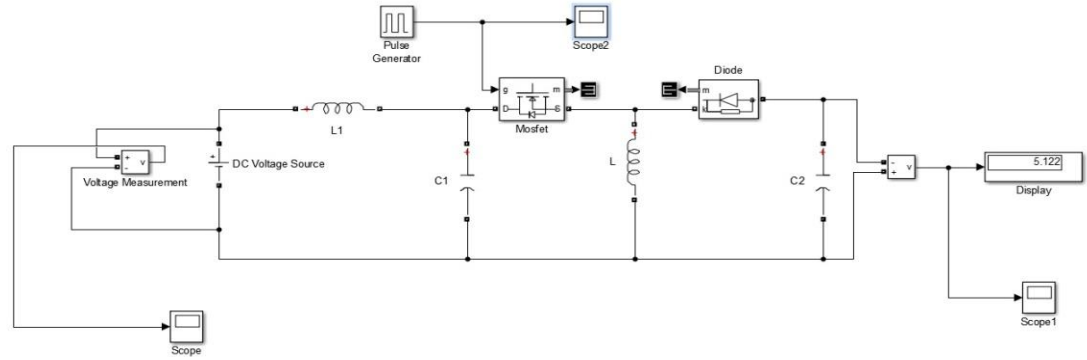 Pulse
Generator
Scope2
Diode
g
m
D
S
Mosfet
m
k
a
L1
+
DC Voltage Source
+
-
v
Voltage Measurement
C1
L
C2
-
+
v
5.122
Display
Scope
Scope1